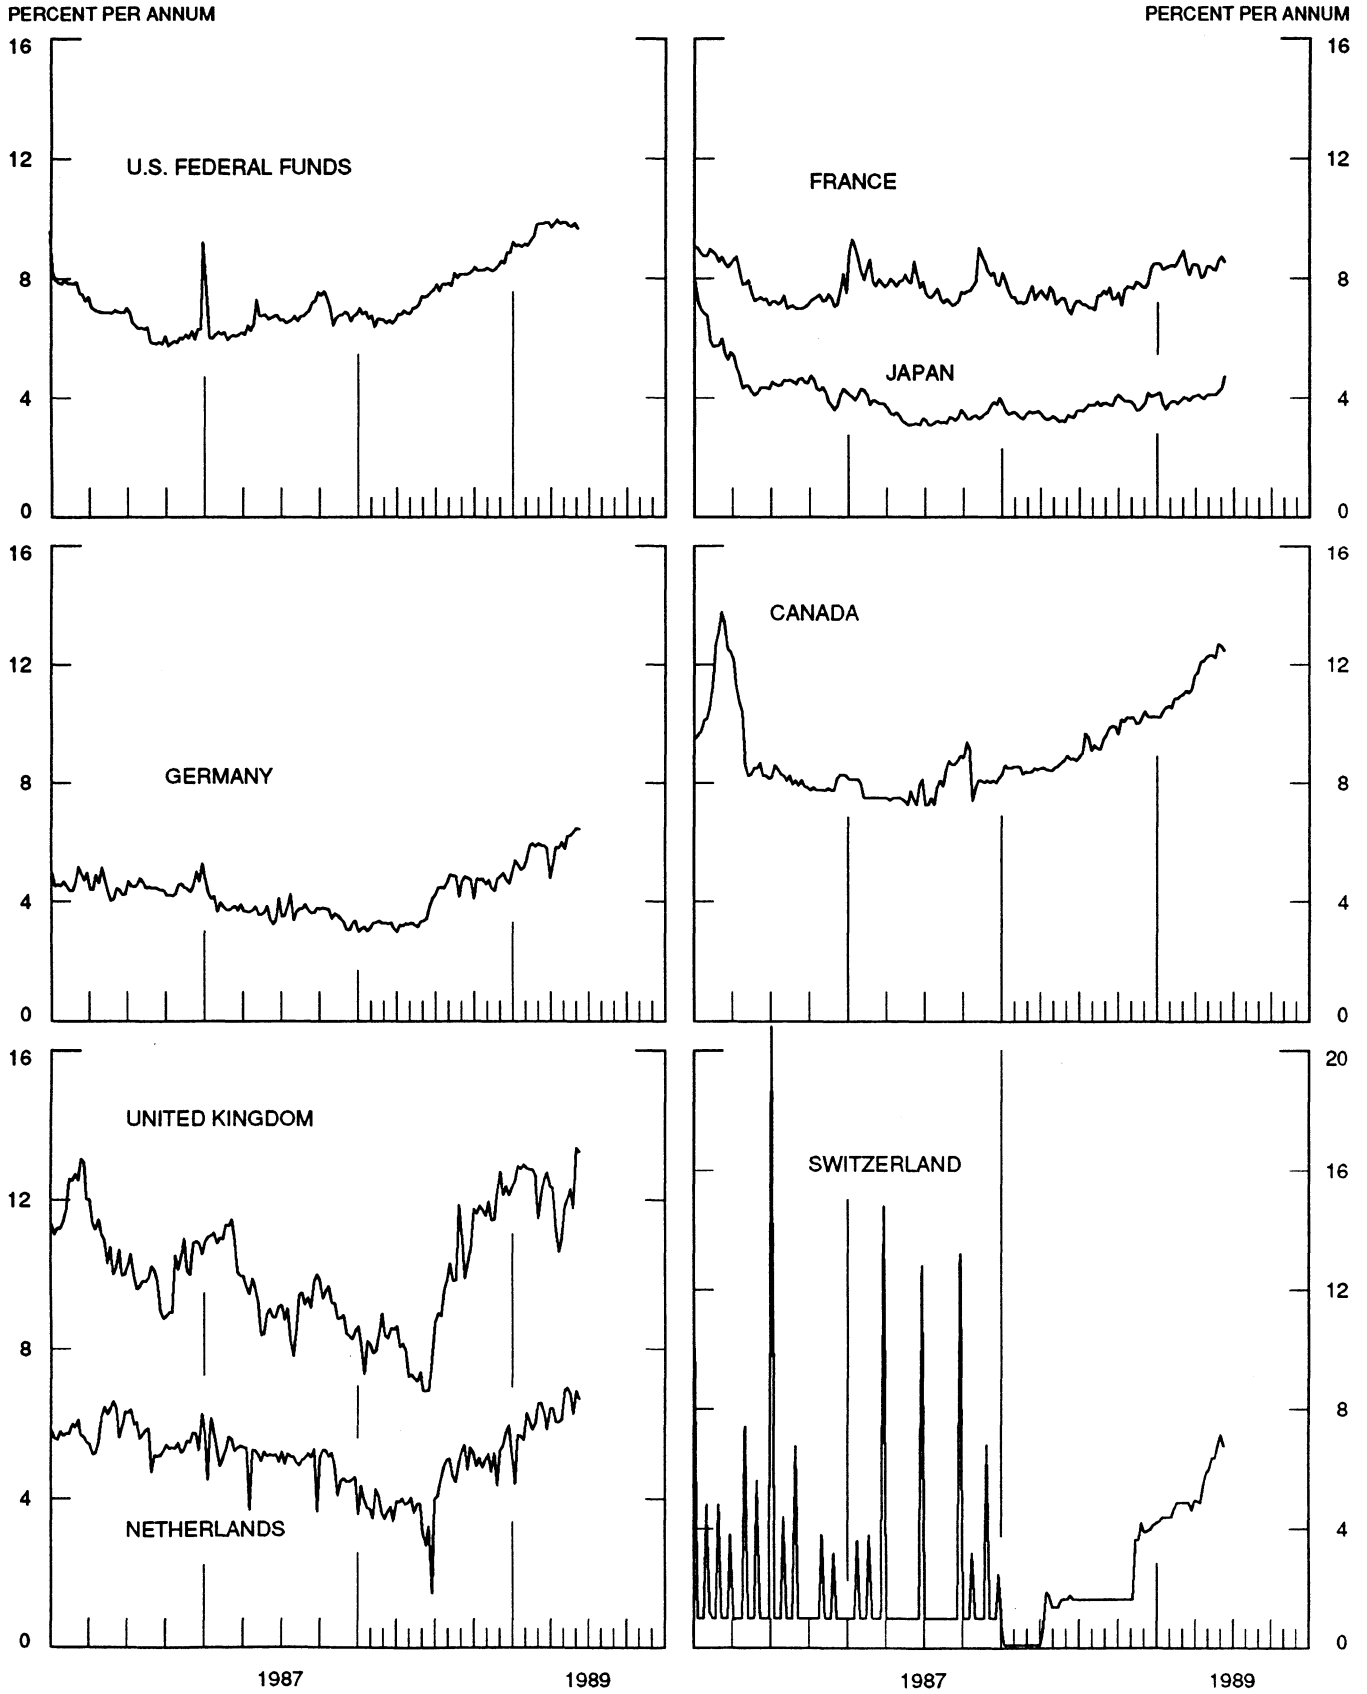 PERCENT PER ANNUM PERCENT PER ANNUM
16 16
12 U.S. FEDERAL FUNDS FRANCE 12
8 8
JAPAN
4 4
0 0
16 16
CANADA
12 12
GERMANY
8 8
4 4
0 0
16 20
UNITED KINGDOM
SWITZERLAND 16
12
12
8
8
4
NETHERLANDS 4
0 0
1987 1989 1987 1989